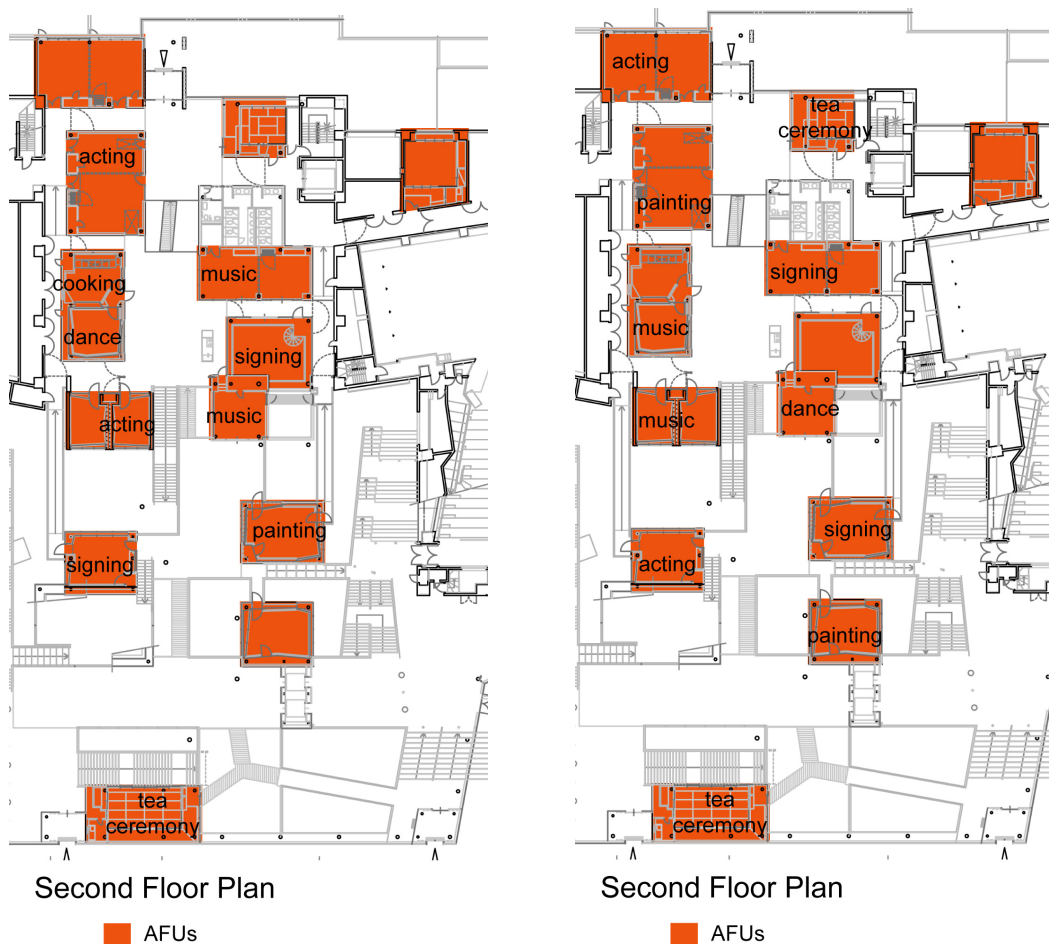 acting
cooking
music
dance
signing
music
acting
painting
signing
tea
ceremony
Second Floor Plan
AFUs
acting
tea
ceremony
painting
signing
music
dance
music
signing
acting
painting
tea
ceremony
Second Floor Plan
AFUs